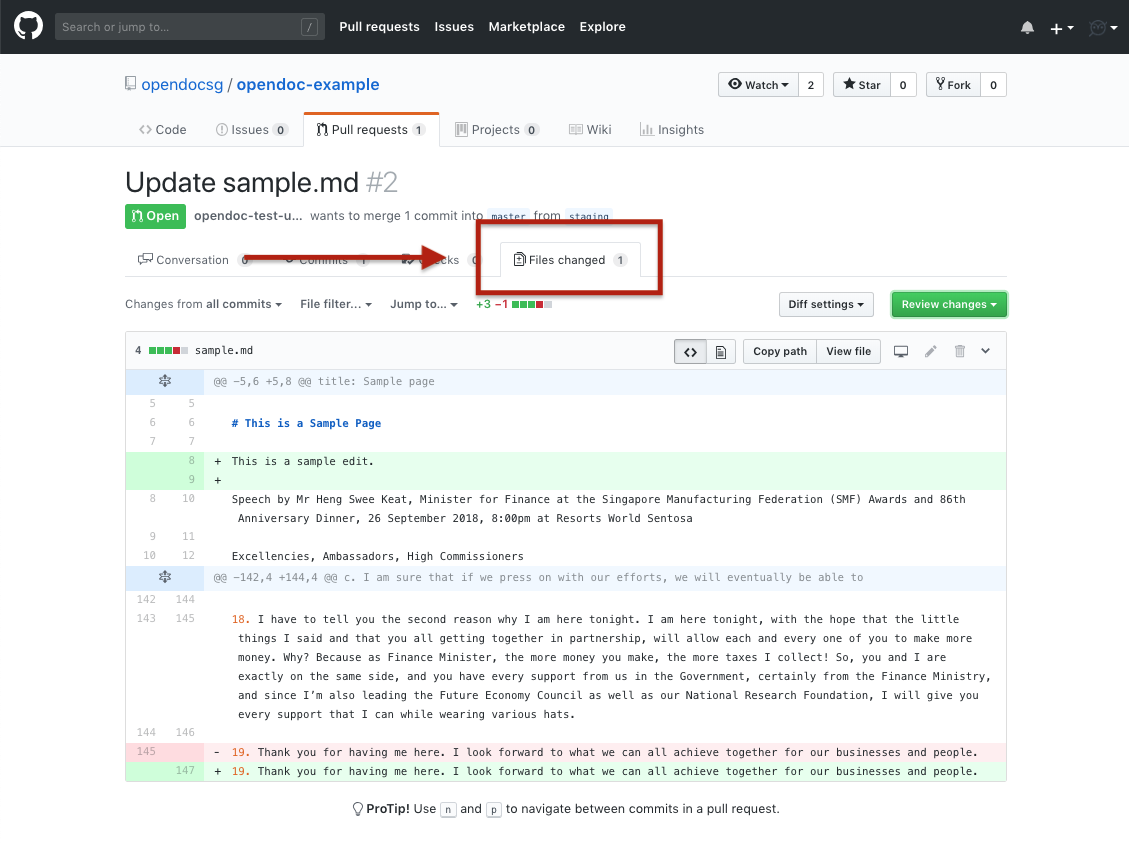 Search or jump to... / Pull requests Issues Marketplace Explore
opendocsg / opendoc-example Watch 2 Star 0 Fork 0
Code Issues 0 Pull requests 1 Projects 0 Wiki Insights
Update sample.md #2
Open opendoc-test-u... wants to merge 1 commit into master from staging
Conversation 0 Commits 1 Checks 0 Files changed 1
Changes from all commits File filter... Jump to... +3 −1 Diff settings Review changes
4 sample.md <> Copy path View file
@@ -5,6 +5,8 @@ title: Sample page
5 5
6 6 # This is a Sample Page
7 7
8 + This is a sample edit.
9 +
8 10 Speech by Mr Heng Swee Keat, Minister for Finance at the Singapore Manufacturing Federation (SMF) Awards and 86th
Anniversary Dinner, 26 September 2018, 8:00pm at Resorts World Sentosa
9 11
10 12 Excellencies, Ambassadors, High Commissioners
@@ -142,4 +144,4 @@ c. I am sure that if we press on with our efforts, we will eventually be able to
142 144
143 145 18. I have to tell you the second reason why I am here tonight. I am here tonight, with the hope that the little
things I said and that you all getting together in partnership, will allow each and every one of you to make more
money. Why? Because as Finance Minister, the more money you make, the more taxes I collect! So, you and I are
exactly on the same side, and you have every support from us in the Government, certainly from the Finance Ministry,
and since I’m also leading the Future Economy Council as well as our National Research Foundation, I will give you
every support that I can while wearing various hats.
144 146
145 - 19. Thank you for having me here. I look forward to what we can all achieve together for our businesses and people.
147 + 19. Thank you for having me here. I look forward to what we can all achieve together for our businesses and people.
ProTip! Use n and p to navigate between commits in a pull request.